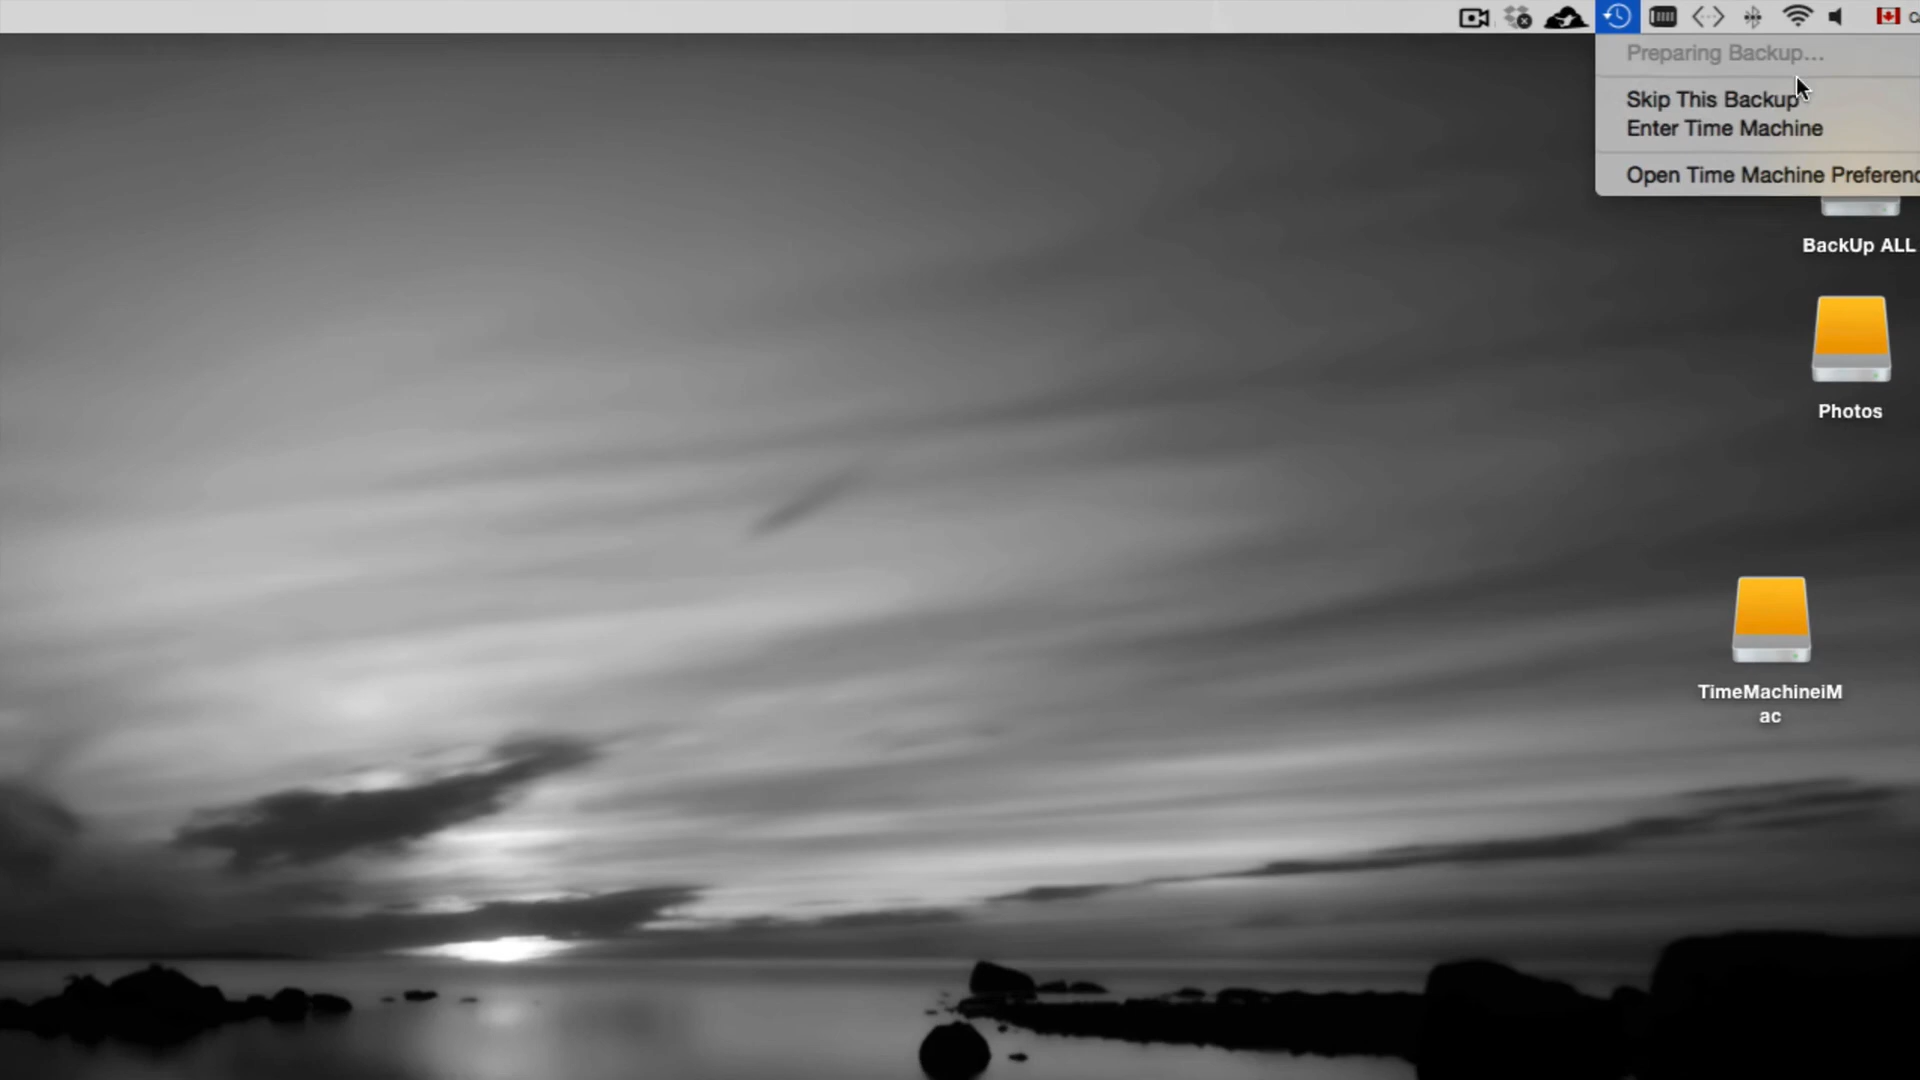 Preparing Backup...
Skip This Backup
Enter Time Machine
Open Time Machine Preferenc
BackUp ALL
Photos
TimeMachineiM
ac